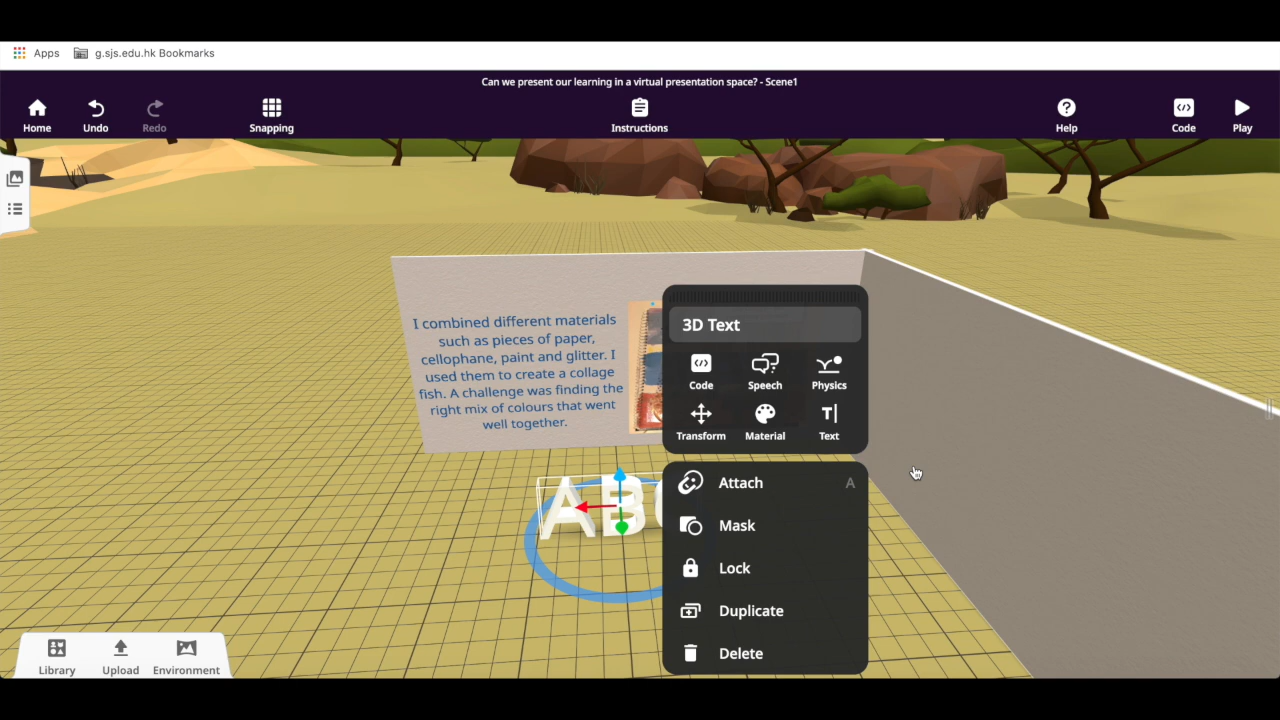 Apps g.sjs.edu.hk Bookmarks
Can we present our learning in a virtual presentation space? - Scene1
Home Undo Redo Snapping Instructions Help Code Play
I combined different materials
such as pieces of paper,
cellophane, paint and glitter. I
used them to create a collage
fish. A challenge was finding the
right mix of colours that went
well together.
3D Text
Code Speech Physics
Transform Material Text
Attach A
Mask
Lock
Duplicate
Delete
ABC
Library Upload Environment